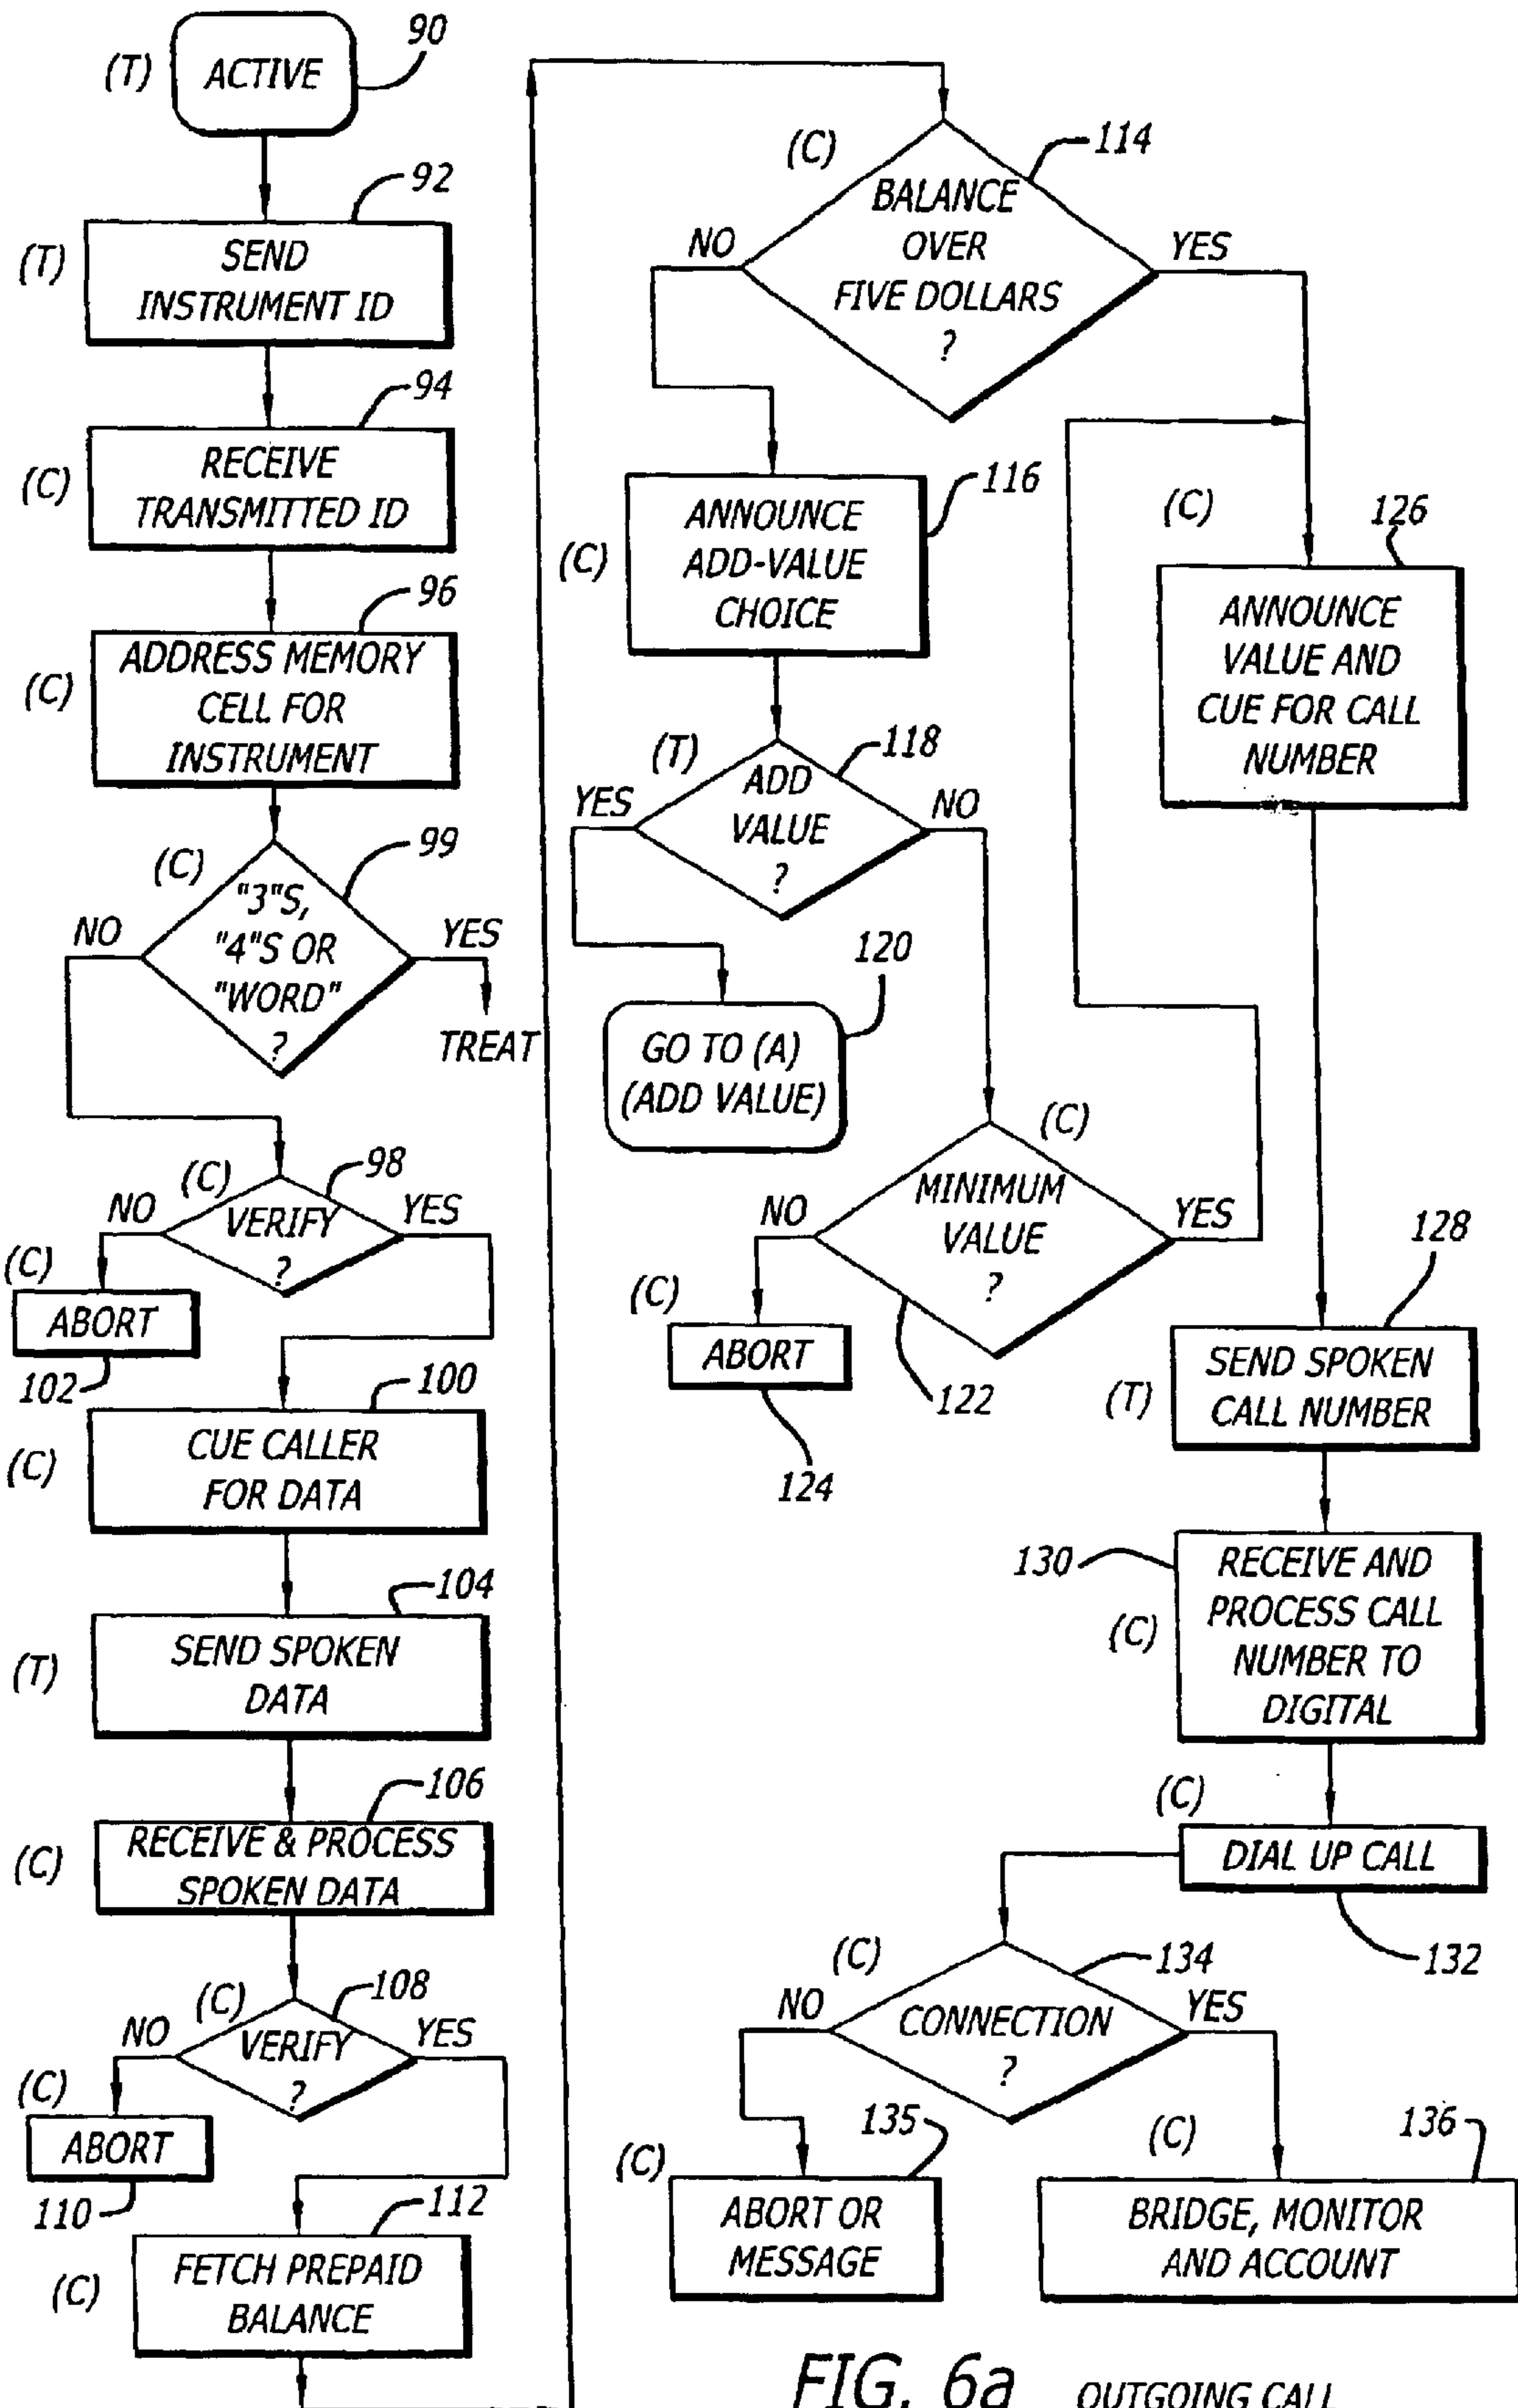 90
(T)
ACTIVE
92
(T)
SEND
INSTRUMENT ID
94
(C)
RECEIVE
TRANSMITTED ID
96
(C)
ADDRESS MEMORY
CELL FOR
INSTRUMENT
99
(C)
"3"S,
"4"S OR
"WORD"
?
NO
YES
TREAT
98
(C)
VERIFY
?
NO
YES
(C)
ABORT
102
100
(C)
CUE CALLER
FOR DATA
104
(T)
SEND SPOKEN
DATA
106
(C)
RECEIVE & PROCESS
SPOKEN DATA
108
(C)
VERIFY
?
NO
YES
(C)
ABORT
110
112
(C)
FETCH PREPAID
BALANCE
114
(C)
BALANCE
OVER
FIVE DOLLARS
?
NO
YES
116
(C)
ANNOUNCE
ADD-VALUE
CHOICE
118
(T)
ADD
VALUE
?
YES
NO
120
GO TO (A)
(ADD VALUE)
(C)
MINIMUM
VALUE
?
NO
YES
122
(C)
ABORT
124
126
(C)
ANNOUNCE
VALUE AND
CUE FOR CALL
NUMBER
128
(T)
SEND SPOKEN
CALL NUMBER
130
(C)
RECEIVE AND
PROCESS CALL
NUMBER TO
DIGITAL
(C)
DIAL UP CALL
132
134
(C)
CONNECTION
?
NO
YES
135
(C)
ABORT OR
MESSAGE
136
(C)
BRIDGE, MONITOR
AND ACCOUNT
FIG. 6a OUTGOING CALL